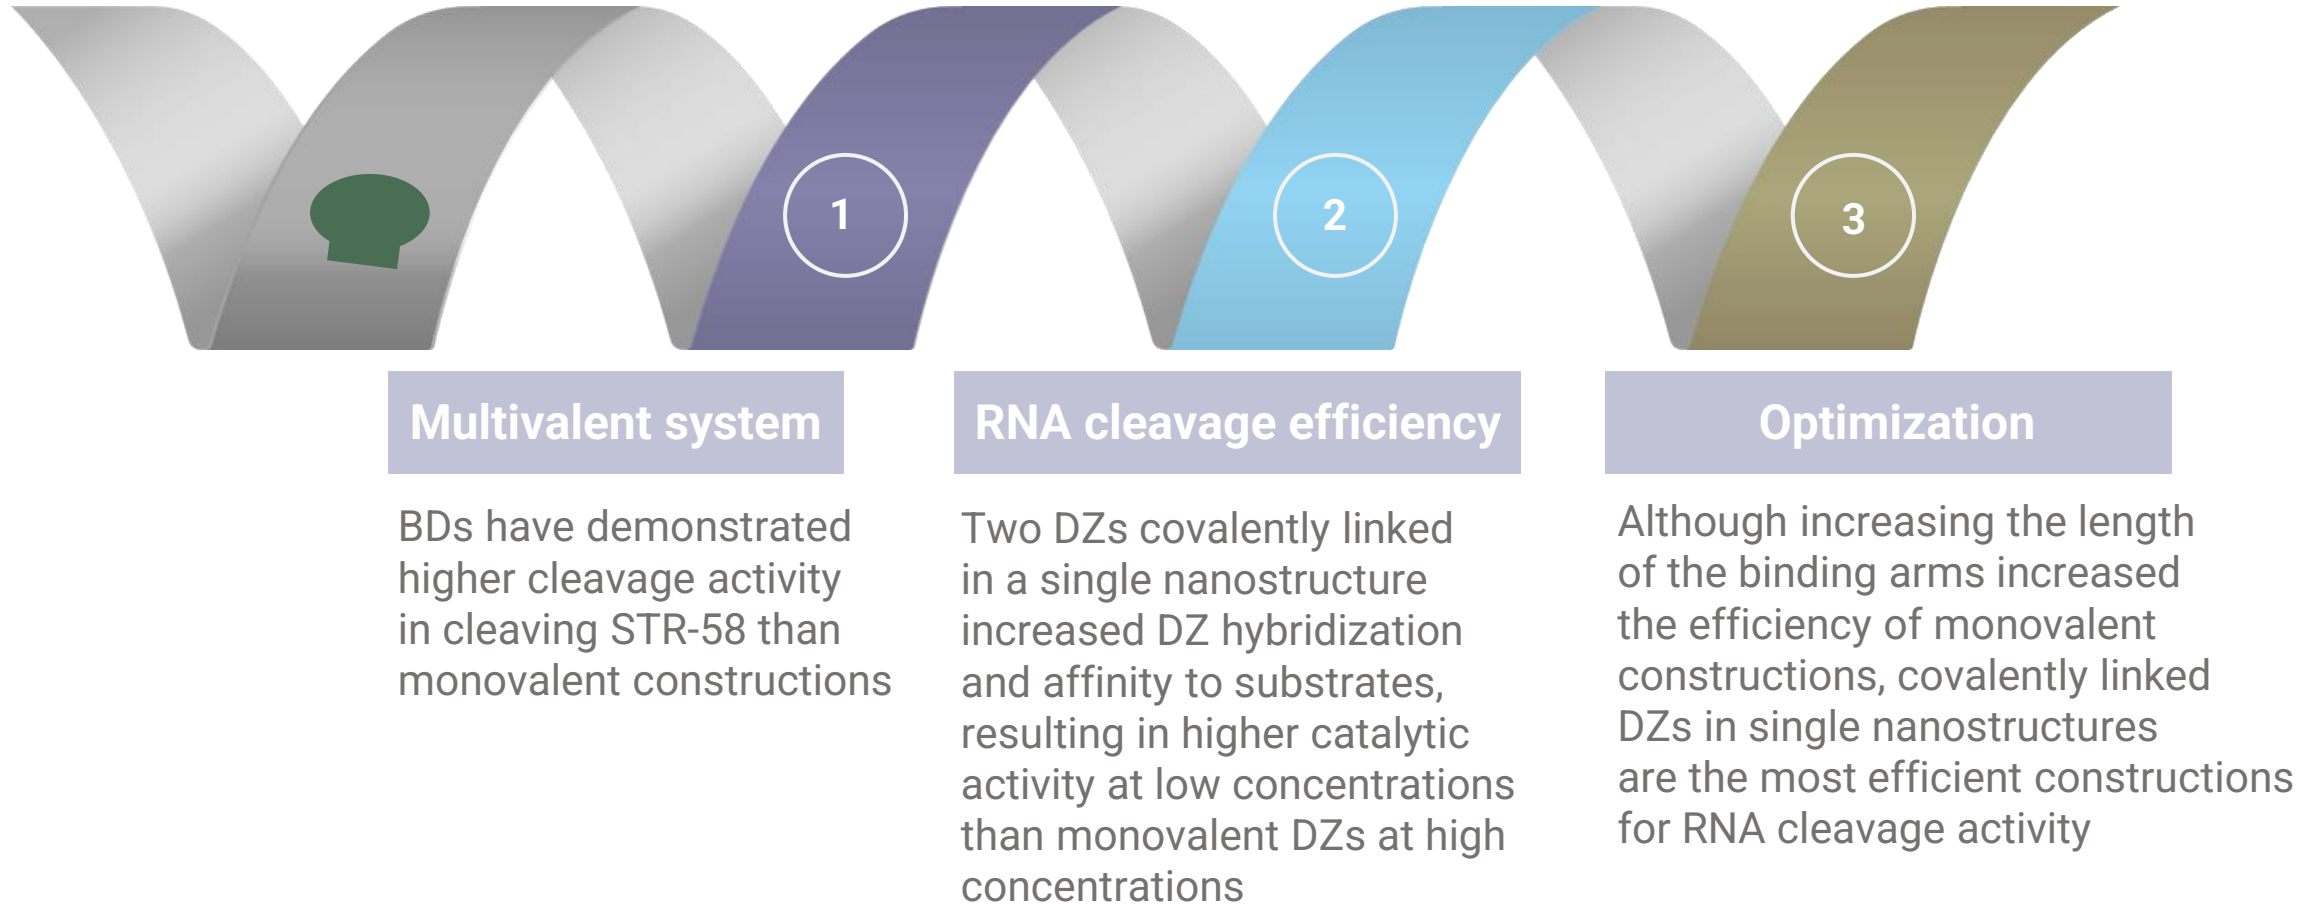 1
2
3
Multivalent system
BDs have demonstrated
higher cleavage activity
in cleaving STR-58 than
monovalent constructions
RNA cleavage efficiency
Two DZs covalently linked
in a single nanostructure
increased DZ hybridization
and affinity to substrates,
resulting in higher catalytic
activity at low concentrations
than monovalent DZs at high
concentrations
Optimization
Although increasing the length
of the binding arms increased
the efficiency of monovalent
constructions, covalently linked
DZs in single nanostructures
are the most efficient constructions
for RNA cleavage activity